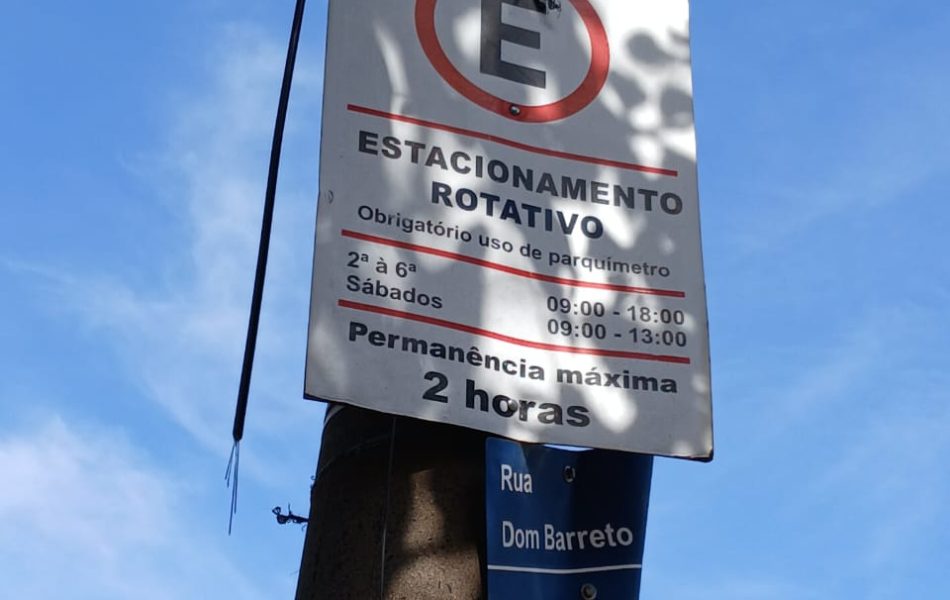 E
ESTACIONAMENTO
ROTATIVO
Obrigatório uso de parquímetro
2ª à 6ª 09:00 - 18:00
Sábados 09:00 - 13:00
Permanência máxima
2 horas
Rua
Dom Barreto